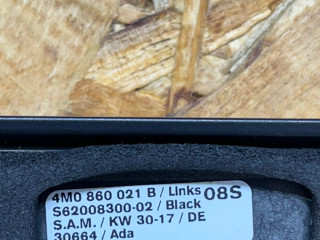 4M0 860 021 B / Links 08S
S62008300-02 / Black
S.A.M. / KW 30-17 / DE
30664 / Ada